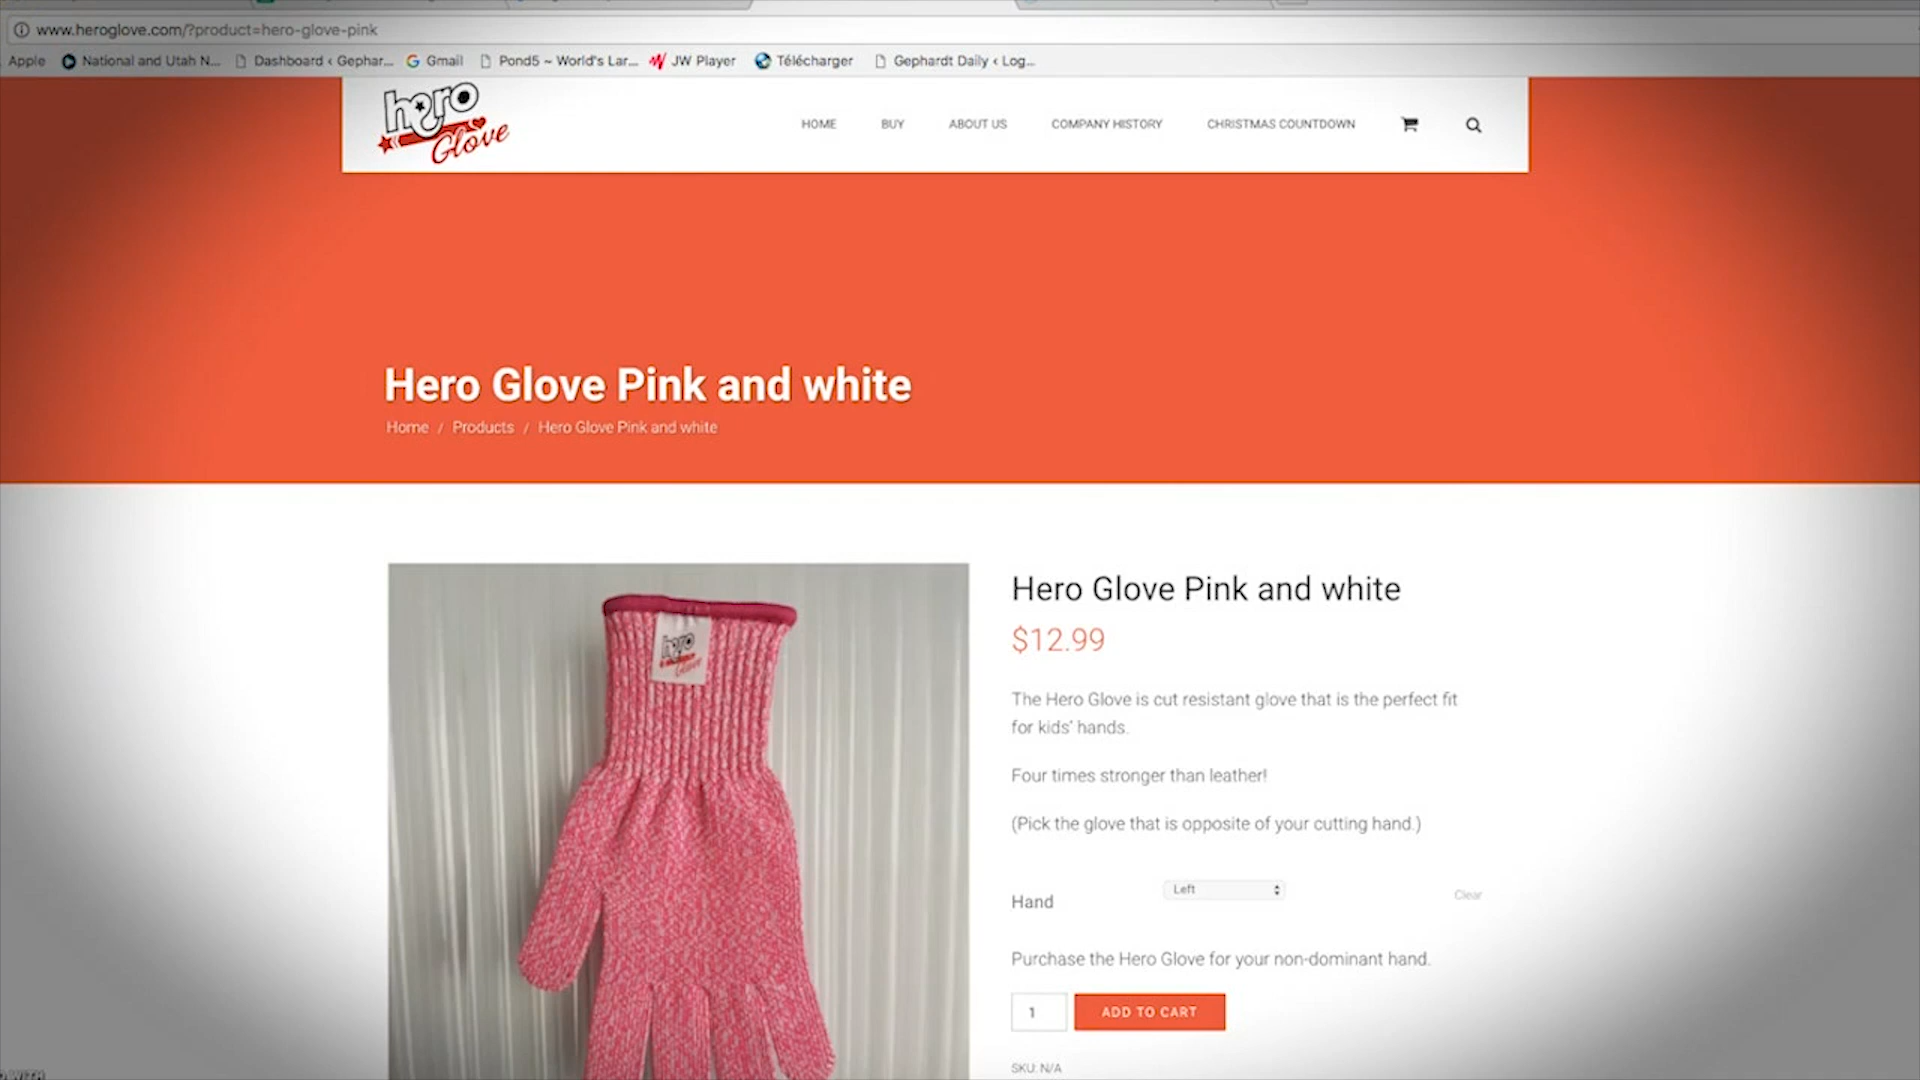 www.heroglove.com/?product=hero-glove-pink
Apple National and Utah N... Dashboard ‹ Gephar... Gmail Pond5 ~ World's Lar... JW Player Télécharger Gephardt Daily ‹ Log...
hero
Glove
HOME BUY ABOUT US COMPANY HISTORY CHRISTMAS COUNTDOWN
Hero Glove Pink and white
Home / Products / Hero Glove Pink and white
hero
Glove
Hero Glove Pink and white
$12.99
The Hero Glove is cut resistant glove that is the perfect fit
for kids' hands.
Four times stronger than leather!
(Pick the glove that is opposite of your cutting hand.)
Hand Left Clear
Purchase the Hero Glove for your non-dominant hand.
1 ADD TO CART
SKU: N/A
WITH